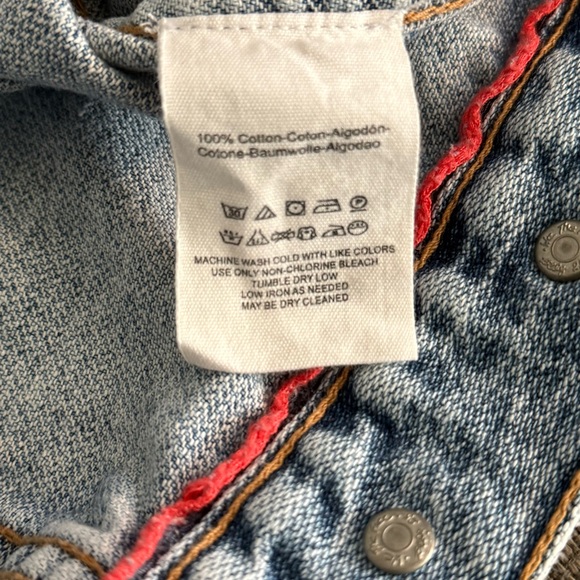 100% Cotton-Coton-Algodón-
Cotone-Baumwolle-Algodao
MACHINE WASH COLD WITH LIKE COLORS
USE ONLY NON-CHLORINE BLEACH
TUMBLE DRY LOW
LOW IRON AS NEEDED
MAY BE DRY CLEANED